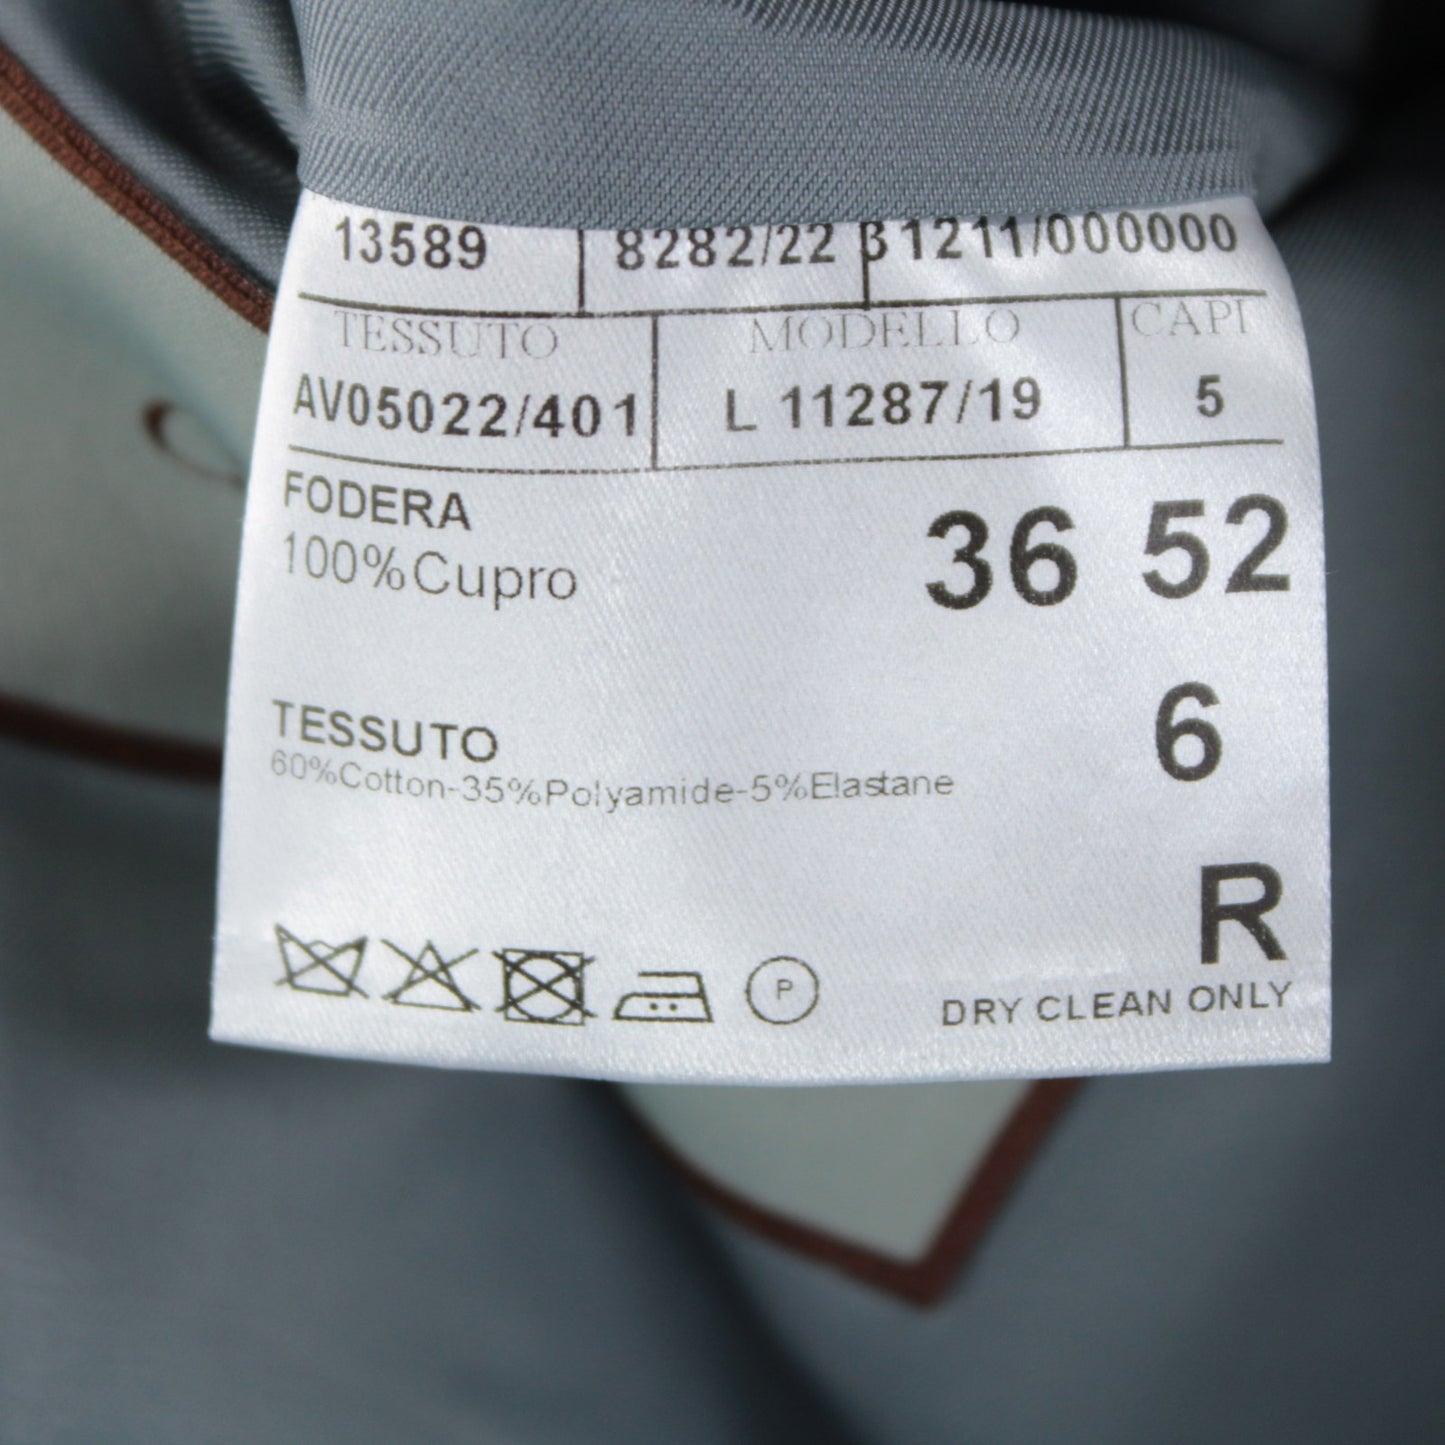 13589 8282/22 1211/000000
TESSUTO MODELLO CAPI
AV05022/401 L 11287/19 5
FODERA
100%Cupro
36 52
6
TESSUTO
60%Cotton-35%Polyamide-5%Elastane
R
P
DRY CLEAN ONLY